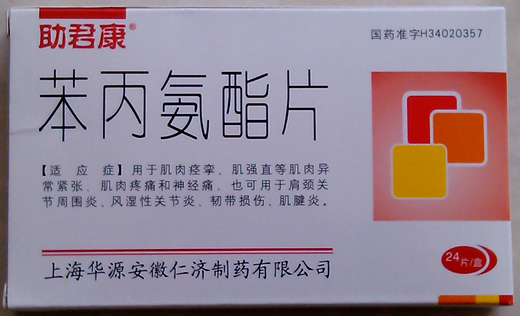 助君康®
国药准字H34020357
苯丙氨酯片
【适 应 症】用于肌肉痉挛，肌强直等肌肉异
常紧张、肌肉疼痛和神经痛，也可用于肩颈关
节周围炎、风湿性关节炎、韧带损伤、肌腱炎。
24片/盒
上海华源安徽仁济制药有限公司